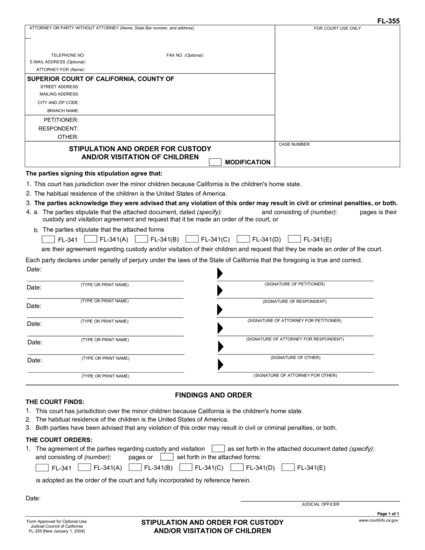 FL-355
ATTORNEY OR PARTY WITHOUT ATTORNEY (Name, State Bar number, and address):
FOR COURT USE ONLY
TELEPHONE NO:
FAX NO. (Optional):
E-MAIL ADDRESS (Optional):
ATTORNEY FOR (Name):
SUPERIOR COURT OF CALIFORNIA, COUNTY OF
STREET ADDRESS:
MAILING ADDRESS:
CITY AND ZIP CODE:
BRANCH NAME:
PETITIONER:
RESPONDENT:
OTHER:
STIPULATION AND ORDER FOR CUSTODY
AND/OR VISITATION OF CHILDREN
MODIFICATION
CASE NUMBER:
The parties signing this stipulation agree that:
1. This court has jurisdiction over the minor children because California is the children's home state.
2. The habitual residence of the children is the United States of America.
3. The parties acknowledge they were advised that any violation of this order may result in civil or criminal penalties, or both.
4. a. The parties stipulate that the attached document, dated (specify): and consisting of (number): pages is their
custody and visitation agreement and request that it be made an order of the court, or
b. The parties stipulate that the attached forms
FL-341 FL-341(A) FL-341(B) FL-341(C) FL-341(D) FL-341(E)
are their agreement regarding custody and/or visitation of their children and request that they be made an order of the court.
Each party declares under penalty of perjury under the laws of the State of California that the foregoing is true and correct.
Date:
(TYPE OR PRINT NAME) (SIGNATURE OF PETITIONER)
Date:
(TYPE OR PRINT NAME) (SIGNATURE OF RESPONDENT)
Date:
(TYPE OR PRINT NAME) (SIGNATURE OF ATTORNEY FOR PETITIONER)
Date:
(TYPE OR PRINT NAME) (SIGNATURE OF ATTORNEY FOR RESPONDENT)
Date:
(TYPE OR PRINT NAME) (SIGNATURE OF OTHER)
Date:
(TYPE OR PRINT NAME) (SIGNATURE OF ATTORNEY FOR OTHER)
FINDINGS AND ORDER
THE COURT FINDS:
1. This court has jurisdiction over the minor children because California is the children's home state.
2. The habitual residence of the children is the United States of America.
3. Both parties have been advised that any violation of this order may result in civil or criminal penalties, or both.
THE COURT ORDERS:
1. The agreement of the parties regarding custody and visitation as set forth in the attached document dated (specify):
and consisting of (number): pages or set forth in the attached forms:
FL-341 FL-341(A) FL-341(B) FL-341(C) FL-341(D) FL-341(E)
is adopted as the order of the court and fully incorporated by reference herein.
Date:
JUDICIAL OFFICER
Page 1 of 1
Form Approved for Optional Use
Judicial Council of California
FL-355 [New January 1, 2004]
STIPULATION AND ORDER FOR CUSTODY
AND/OR VISITATION OF CHILDREN
www.courtinfo.ca.gov